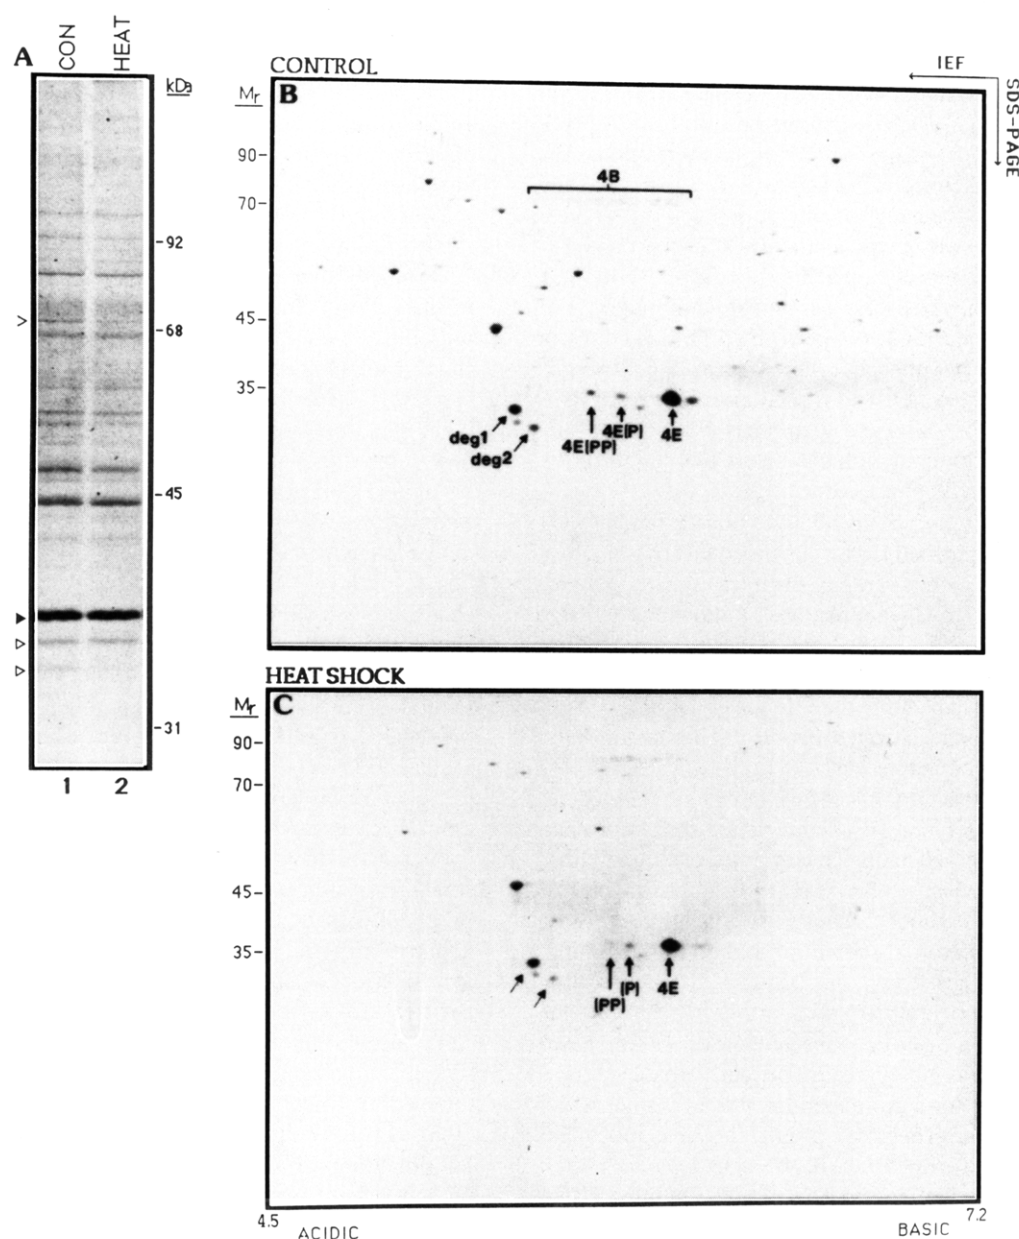 A
CON
HEAT
kDa
>
-92
-68
-45
-31
1
2
CONTROL
IEF
SDS-PAGE
Mr
B
90-
70-
45-
35-
4B
deg1
deg2
4E(PP)
4E(P)
4E
HEAT SHOCK
Mr
C
90-
70-
45-
35-
(PP)
(P)
4E
4.5
ACIDIC
BASIC
7.2